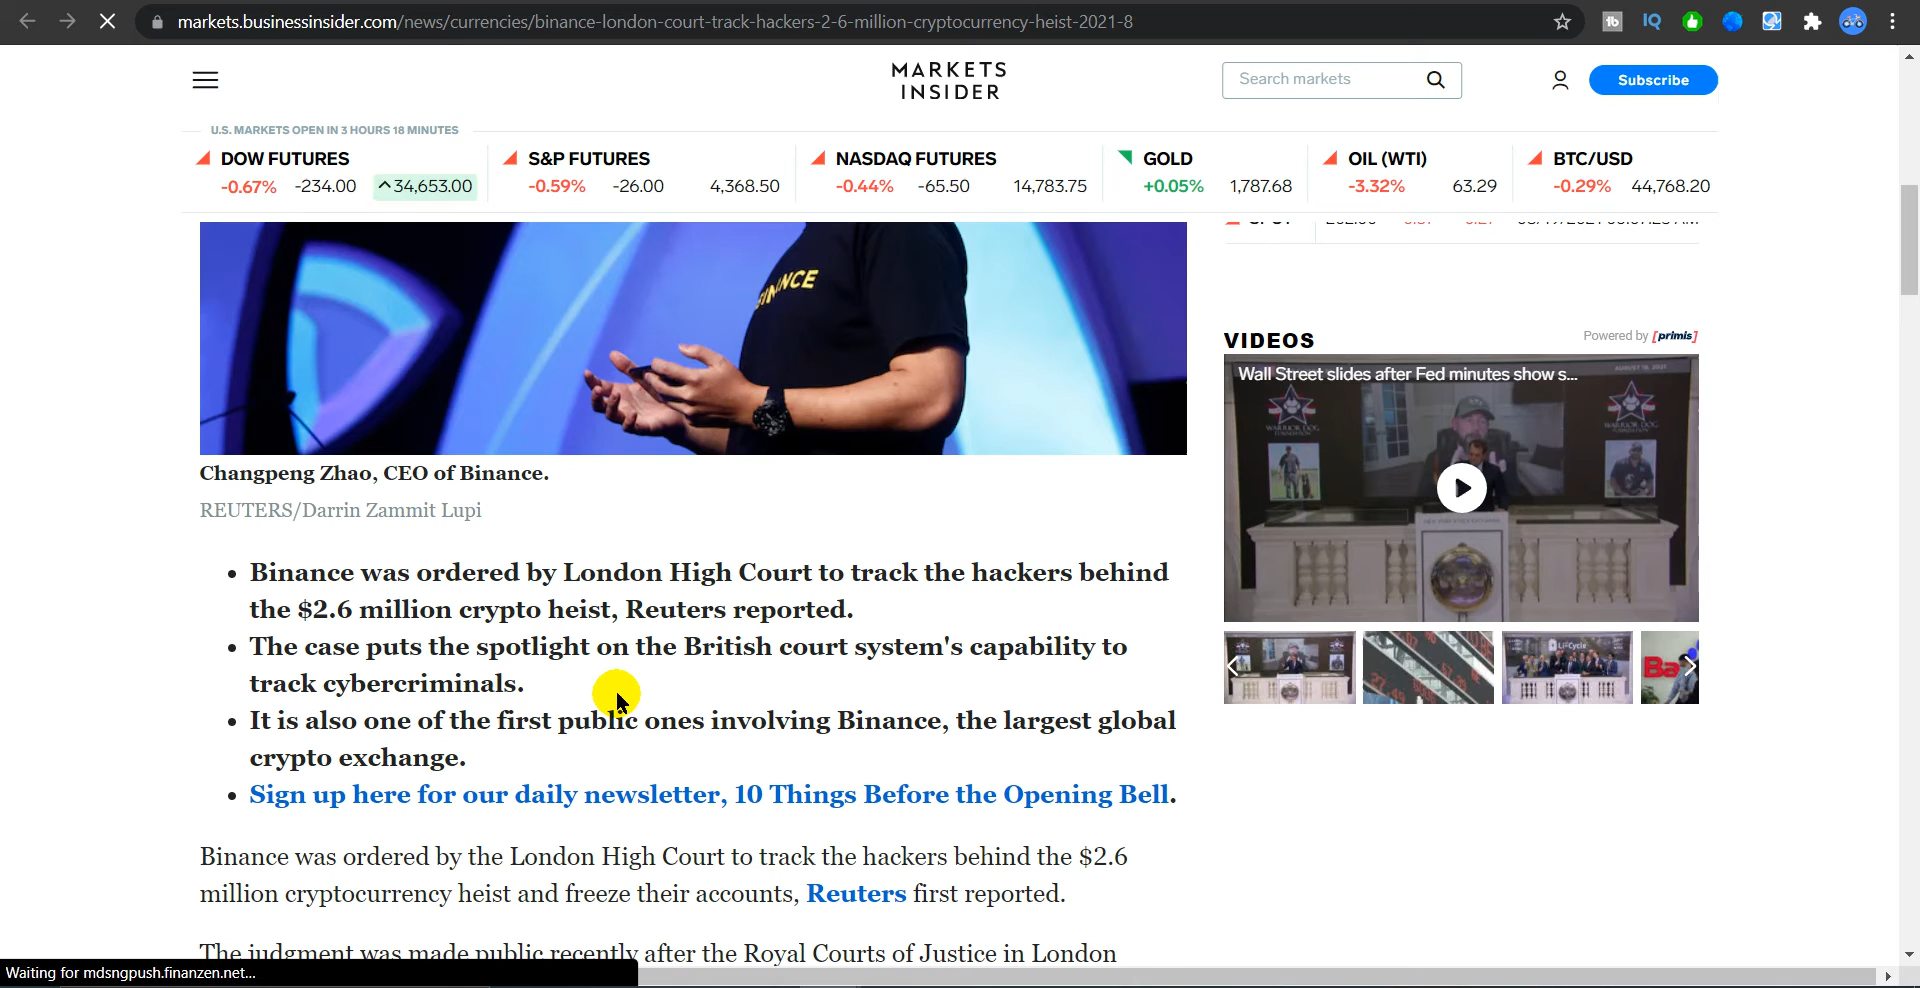 markets.businessinsider.com/news/currencies/binance-london-court-track-hackers-2-6-million-cryptocurrency-heist-2021-8
MARKETS
INSIDER
Search markets
Subscribe
U.S. MARKETS OPEN IN 3 HOURS 18 MINUTES
DOW FUTURES
-0.67% -234.00 34,653.00
S&P FUTURES
-0.59% -26.00 4,368.50
NASDAQ FUTURES
-0.44% -65.50 14,783.75
GOLD
+0.05% 1,787.68
OIL (WTI)
-3.32% 63.29
BTC/USD
-0.29% 44,768.20
Changpeng Zhao, CEO of Binance.
REUTERS/Darrin Zammit Lupi
• Binance was ordered by London High Court to track the hackers behind
the $2.6 million crypto heist, Reuters reported.
• The case puts the spotlight on the British court system's capability to
track cybercriminals.
• It is also one of the first public ones involving Binance, the largest global
crypto exchange.
• Sign up here for our daily newsletter, 10 Things Before the Opening Bell.
Binance was ordered by the London High Court to track the hackers behind the $2.6
million cryptocurrency heist and freeze their accounts, Reuters first reported.
The judgment was made public recently after the Royal Courts of Justice in London
VIDEOS
Powered by [primis]
Wall Street slides after Fed minutes show s...
AUGUST 18, 2021
WARRIOR DOG
FOUNDATION
WARRIOR DOG
LifeCycle
Ba
Waiting for mdsngpush.finanzen.net...